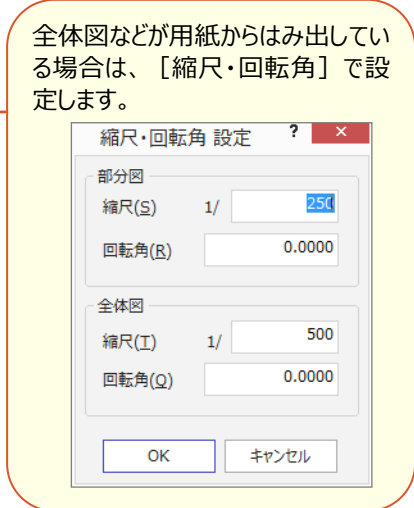 全体図などが用紙からはみ出してい
る場合は、［縮尺・回転角］で設
定します。
縮尺・回転角 設定 ? ×
部分図
縮尺(S) 1/ 250
回転角(R) 0.0000
全体図
縮尺(T) 1/ 500
回転角(Q) 0.0000
OK キャンセル